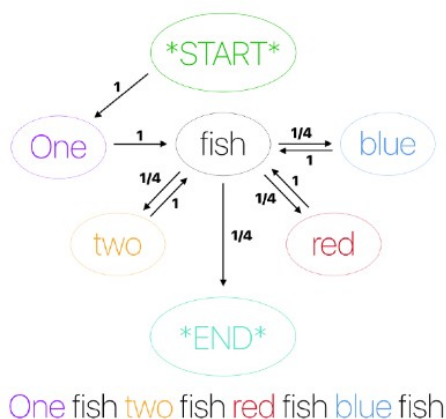 *START*
1
One
1
fish
1/4
1
blue
1/4
1
two
1/4
1
1/4
red
*END*
One fish two fish red fish blue fish